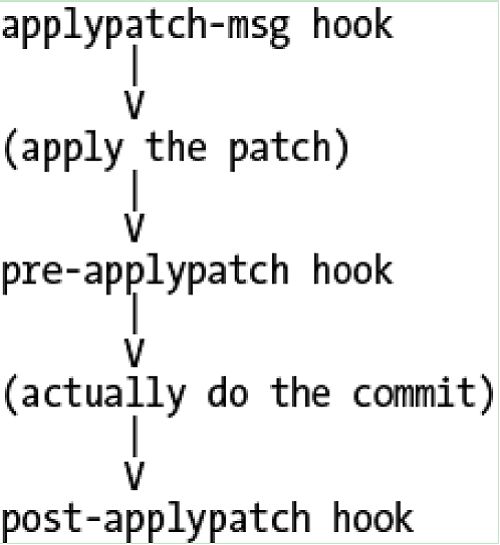 applypatch-msg hook
|
V
(apply the patch)
|
V
pre-applypatch hook
|
V
(actually do the commit)
|
V
post-applypatch hook